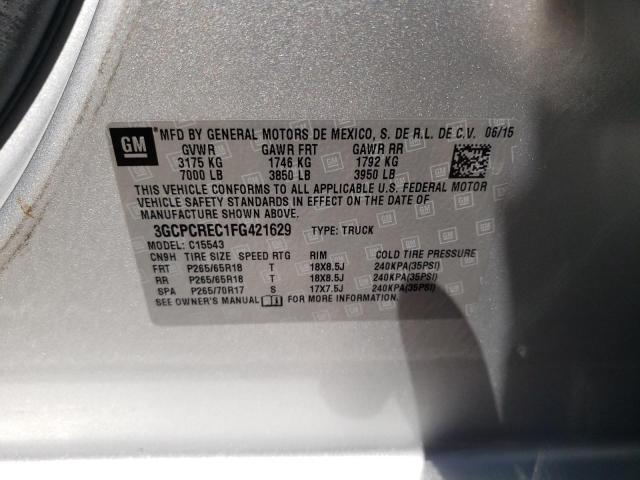 GM MFD BY GENERAL MOTORS DE MEXICO, S. DE R.L. DE C.V. 06/15
GVWR GAWR FRT GAWR RR
3175 KG 1746 KG 1792 KG
7000 LB 3850 LB 3950 LB
THIS VEHICLE CONFORMS TO ALL APPLICABLE U.S. FEDERAL MOTOR
VEHICLE SAFETY STANDARDS IN EFFECT ON THE DATE OF
MANUFACTURE SHOWN ABOVE.
3GCPCREC1FG421629 TYPE: TRUCK
MODEL: C15543
CN9H TIRE SIZE SPEED RTG RIM COLD TIRE PRESSURE
FRT P265/65R18 T 18X8.5J 240KPA(35PSI)
RR P265/65R18 T 18X8.5J 240KPA(35PSI)
SPA P265/70R17 S 17X7.5J 240KPA(35PSI)
SEE OWNER'S MANUAL FOR MORE INFORMATION.